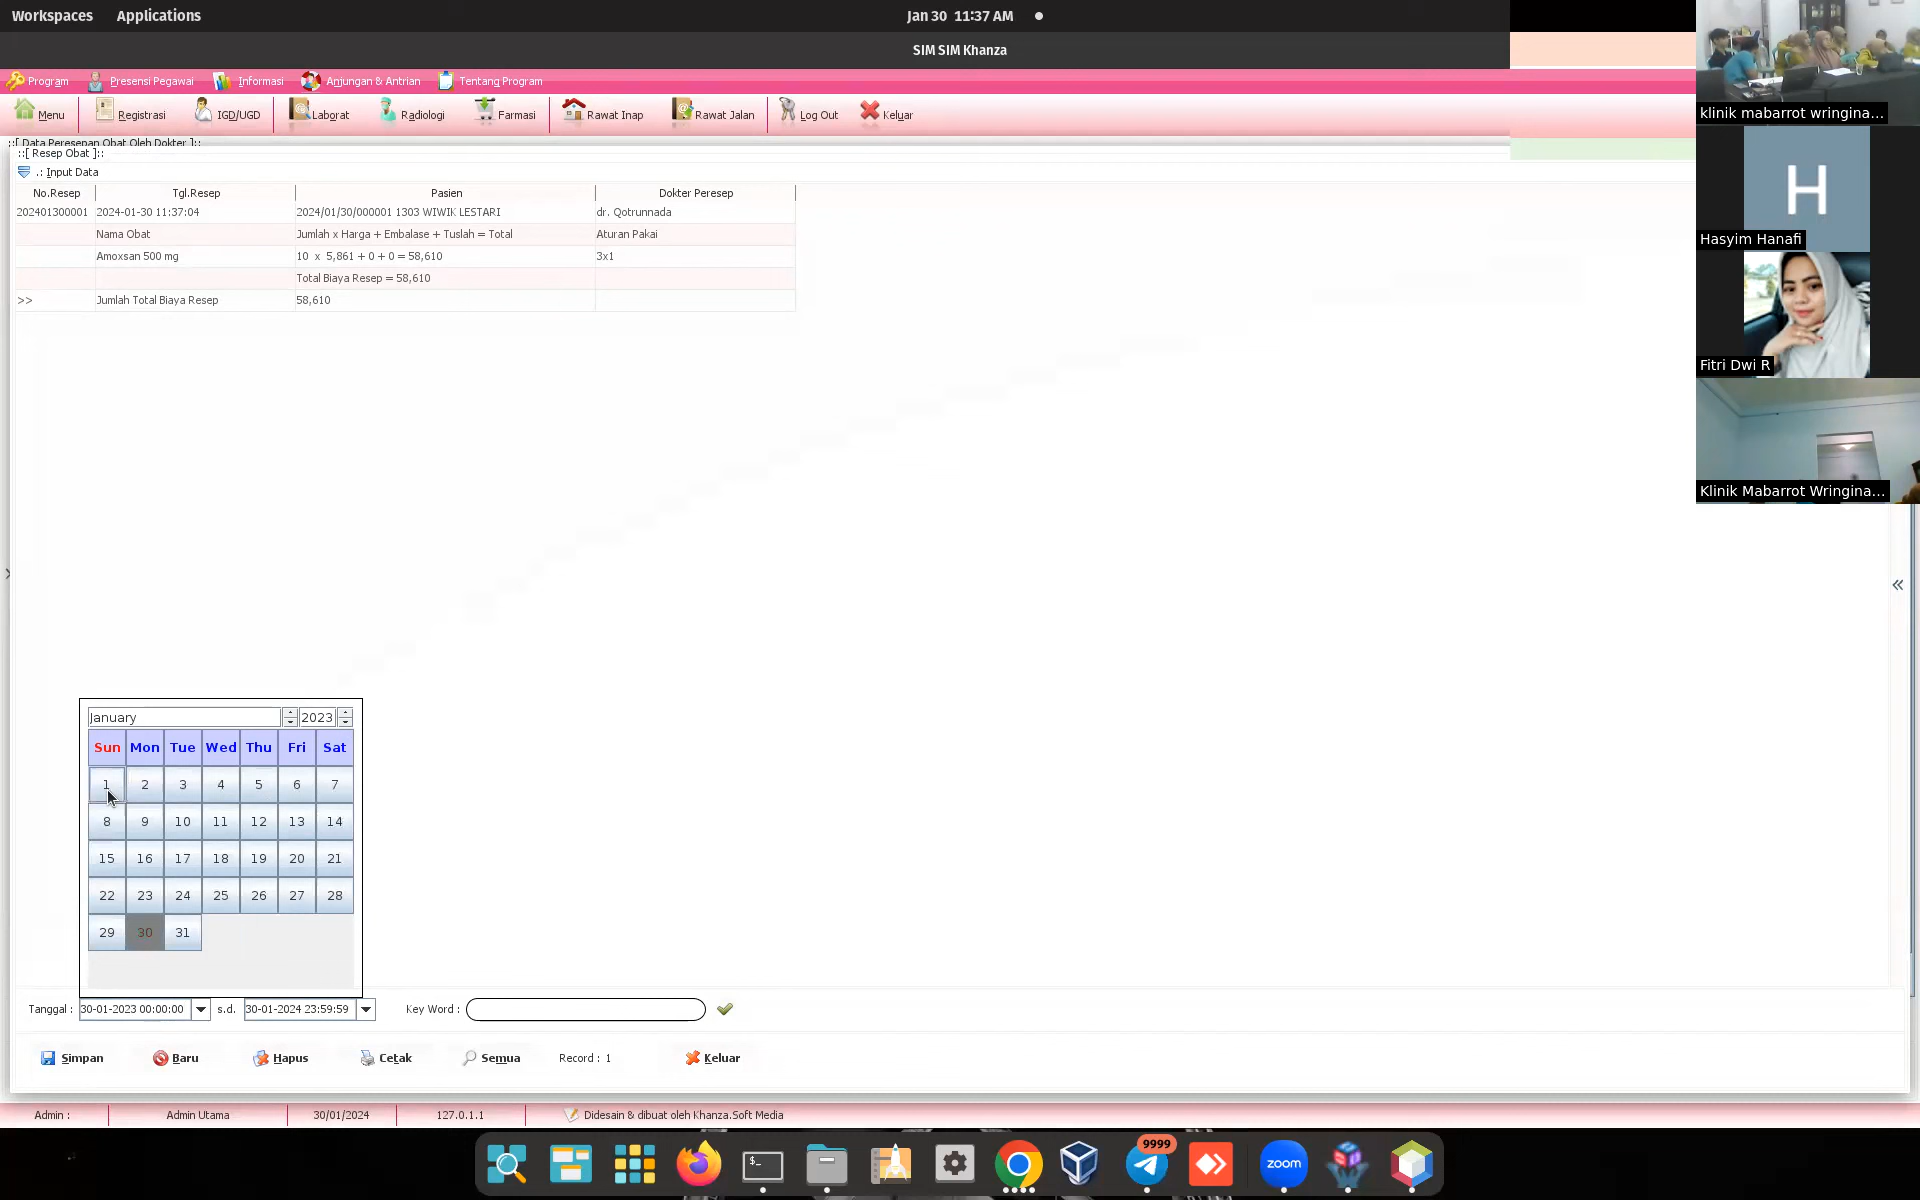 Workspaces Applications Jan 30 11:37 AM
SIM SIM Khanza
Program Presensi Pegawai Informasi Anjungan & Antrian Tentang Program
Menu Registrasi IGD/UGD Laborat Radiologi Farmasi Rawat Inap Rawat Jalan Log Out Keluar
::[ Data Peresepan Obat Oleh Dokter ]::
::[ Resep Obat ]::
.: Input Data
No.Resep Tgl.Resep Pasien Dokter Peresep
202401300001 2024-01-30 11:37:04 2024/01/30/000001 1303 WIWIK LESTARI dr. Qotrunnada
Nama Obat Jumlah x Harga + Embalase + Tuslah = Total Aturan Pakai
Amoxsan 500 mg 10 x 5,861 + 0 + 0 = 58,610 3x1
Total Biaya Resep = 58,610
>> Jumlah Total Biaya Resep 58,610
klinik mabarrot wringina...
H
Hasyim Hanafi
Fitri Dwi R
Klinik Mabarrot Wringina...
January 2023
Sun Mon Tue Wed Thu Fri Sat
1 2 3 4 5 6 7
8 9 10 11 12 13 14
15 16 17 18 19 20 21
22 23 24 25 26 27 28
29 30 31
Tanggal : 30-01-2023 00:00:00 s.d. 30-01-2024 23:59:59 Key Word :
Simpan Baru Hapus Cetak Semua Record : 1 Keluar
Admin : Admin Utama 30/01/2024 127.0.1.1 Didesain & dibuat oleh Khanza.Soft Media
9999
$_
zoom